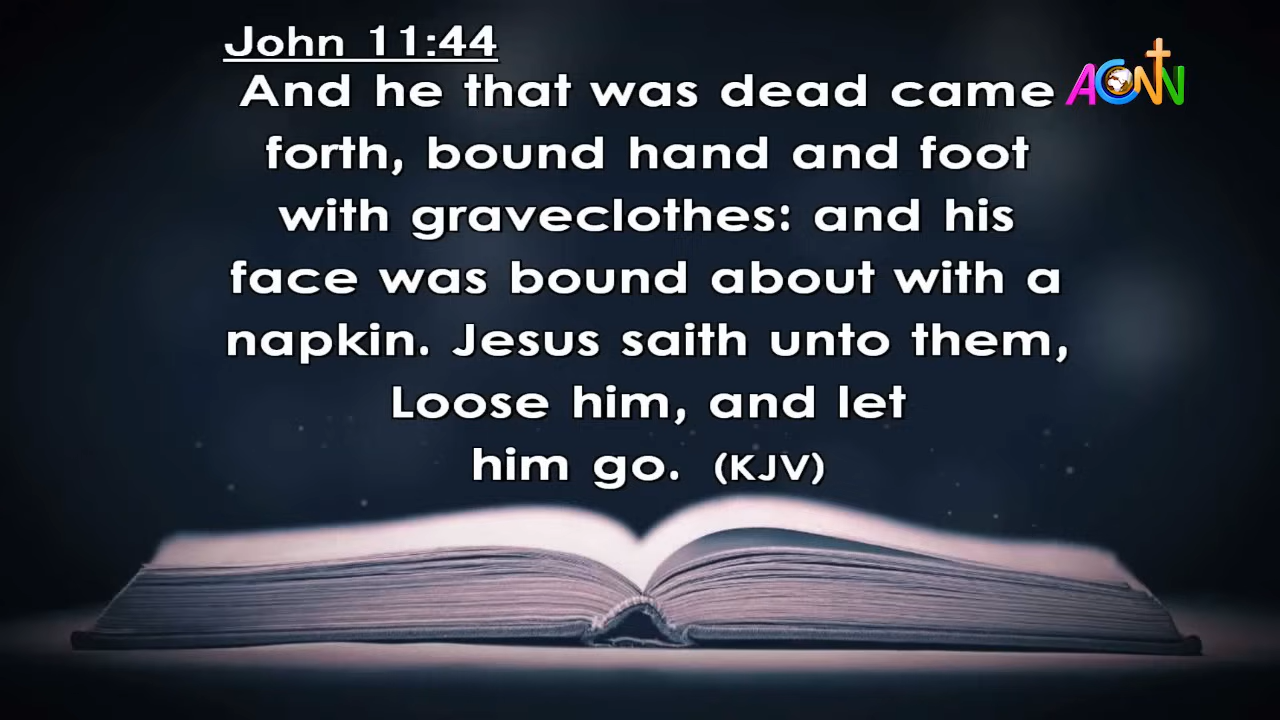 John 11:44
And he that was dead came
forth, bound hand and foot
with graveclothes: and his
face was bound about with a
napkin. Jesus saith unto them,
Loose him, and let
him go. (KJV)
ACNN